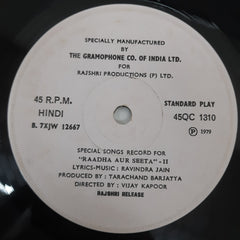 SPECIALLY MANUFACTURED
BY
THE GRAMOPHONE CO. OF INDIA LTD.
FOR
RAJSHRI PRODUCTIONS (P) LTD.
45 R.P.M. STANDARD PLAY
HINDI 45QC 1310
B. 7XJW 12667 Ⓟ 1979
SPECIAL SONGS RECORD FOR
"RAADHA AUR SEETA" - II
LYRICS-MUSIC : RAVINDRA JAIN
PRODUCED BY : TARACHAND BARJATYA
DIRECTED BY : VIJAY KAPOOR
RAJSHRI RELEASE